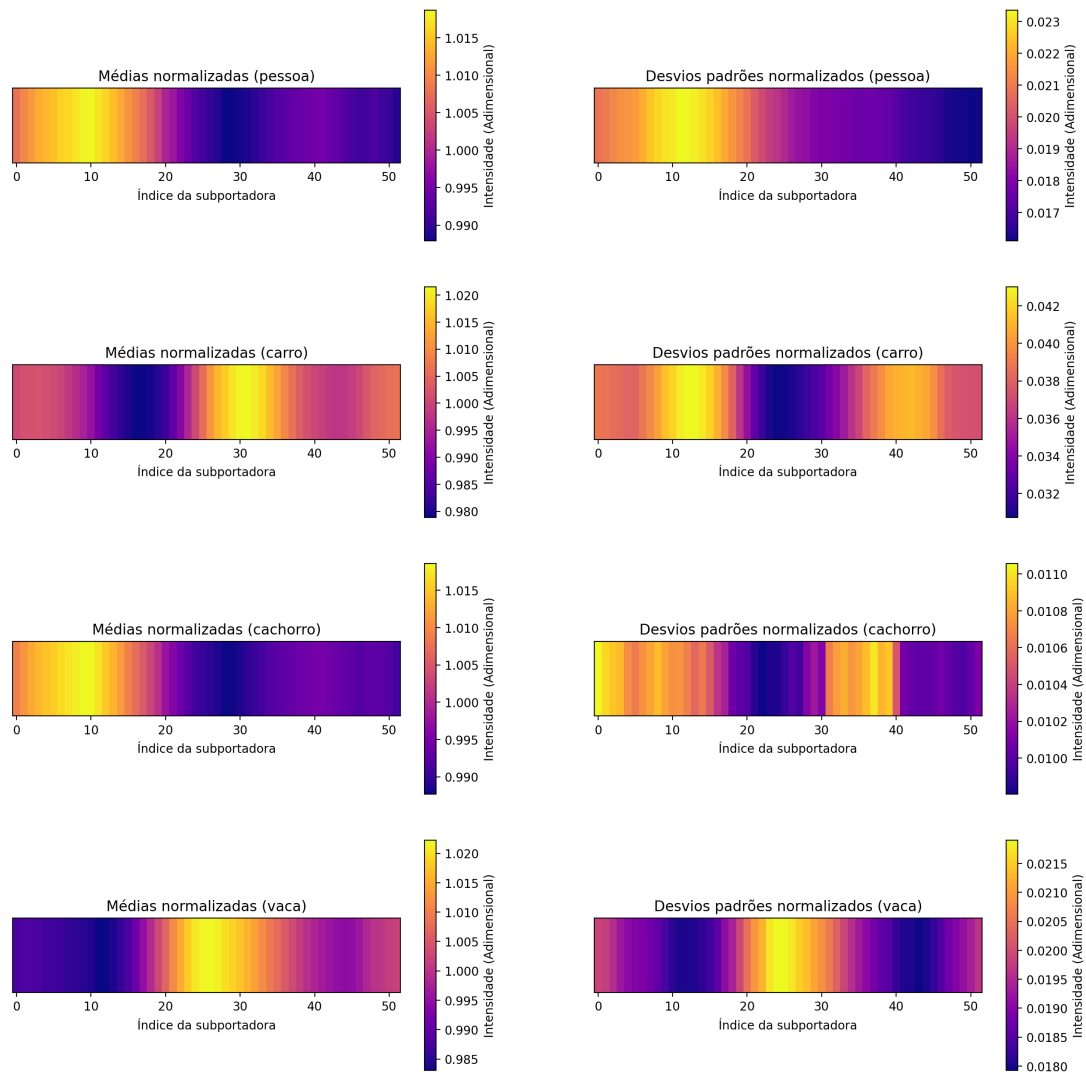 Médias normalizadas (pessoa)
0 10 20 30 40 50
Índice da subportadora
1.015
1.010
1.005
1.000
0.995
0.990
Intensidade (Adimensional)
Desvios padrões normalizados (pessoa)
0 10 20 30 40 50
Índice da subportadora
0.023
0.022
0.021
0.020
0.019
0.018
0.017
Intensidade (Adimensional)
Médias normalizadas (carro)
0 10 20 30 40 50
Índice da subportadora
1.020
1.015
1.010
1.005
1.000
0.995
0.990
0.985
0.980
Intensidade (Adimensional)
Desvios padrões normalizados (carro)
0 10 20 30 40 50
Índice da subportadora
0.042
0.040
0.038
0.036
0.034
0.032
Intensidade (Adimensional)
Médias normalizadas (cachorro)
0 10 20 30 40 50
Índice da subportadora
1.015
1.010
1.005
1.000
0.995
0.990
Intensidade (Adimensional)
Desvios padrões normalizados (cachorro)
0 10 20 30 40 50
Índice da subportadora
0.0110
0.0108
0.0106
0.0104
0.0102
0.0100
Intensidade (Adimensional)
Médias normalizadas (vaca)
0 10 20 30 40 50
Índice da subportadora
1.020
1.015
1.010
1.005
1.000
0.995
0.990
0.985
Intensidade (Adimensional)
Desvios padrões normalizados (vaca)
0 10 20 30 40 50
Índice da subportadora
0.0215
0.0210
0.0205
0.0200
0.0195
0.0190
0.0185
0.0180
Intensidade (Adimensional)